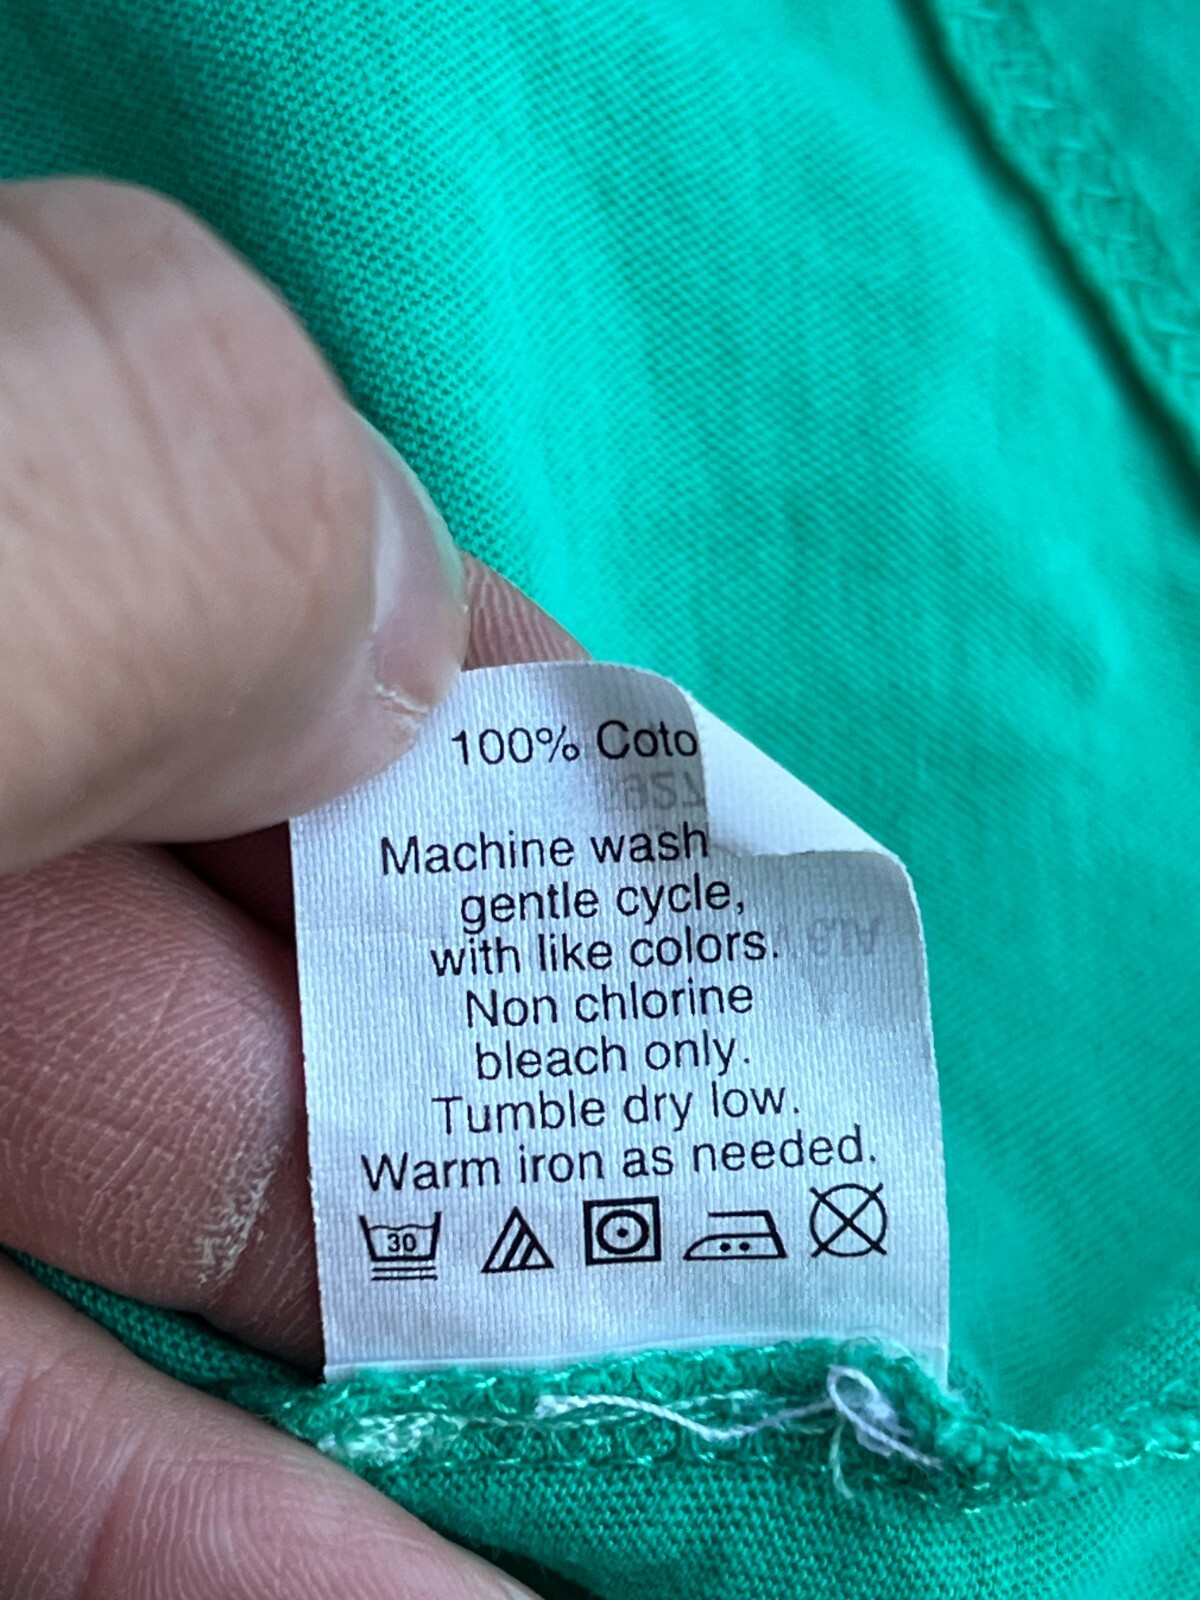 100% Coto
Machine wash
gentle cycle,
with like colors.
Non chlorine
bleach only.
Tumble dry low.
Warm iron as needed.
30